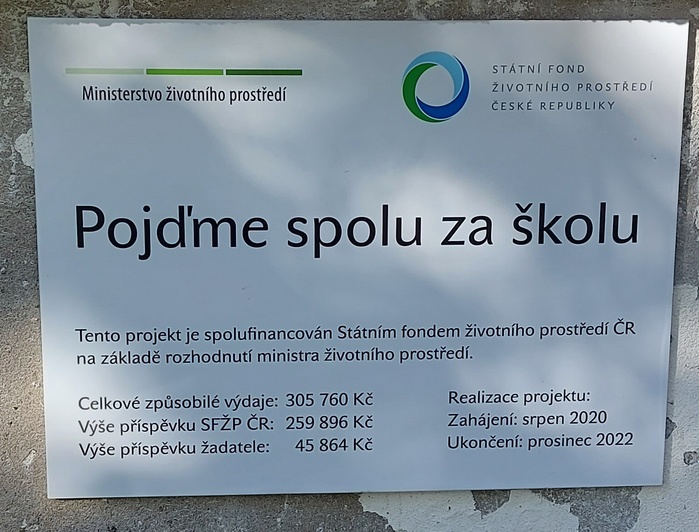 Ministerstvo životního prostředí
STÁTNÍ FOND
ŽIVOTNÍHO PROSTŘEDÍ
ČESKÉ REPUBLIKY
Pojďme spolu za školu
Tento projekt je spolufinancován Státním fondem životního prostředí ČR
na základě rozhodnutí ministra životního prostředí.
Celkové způsobilé výdaje: 305 760 Kč
Výše příspěvku SFŽP ČR: 259 896 Kč
Výše příspěvku žadatele: 45 864 Kč
Realizace projektu:
Zahájení: srpen 2020
Ukončení: prosinec 2022